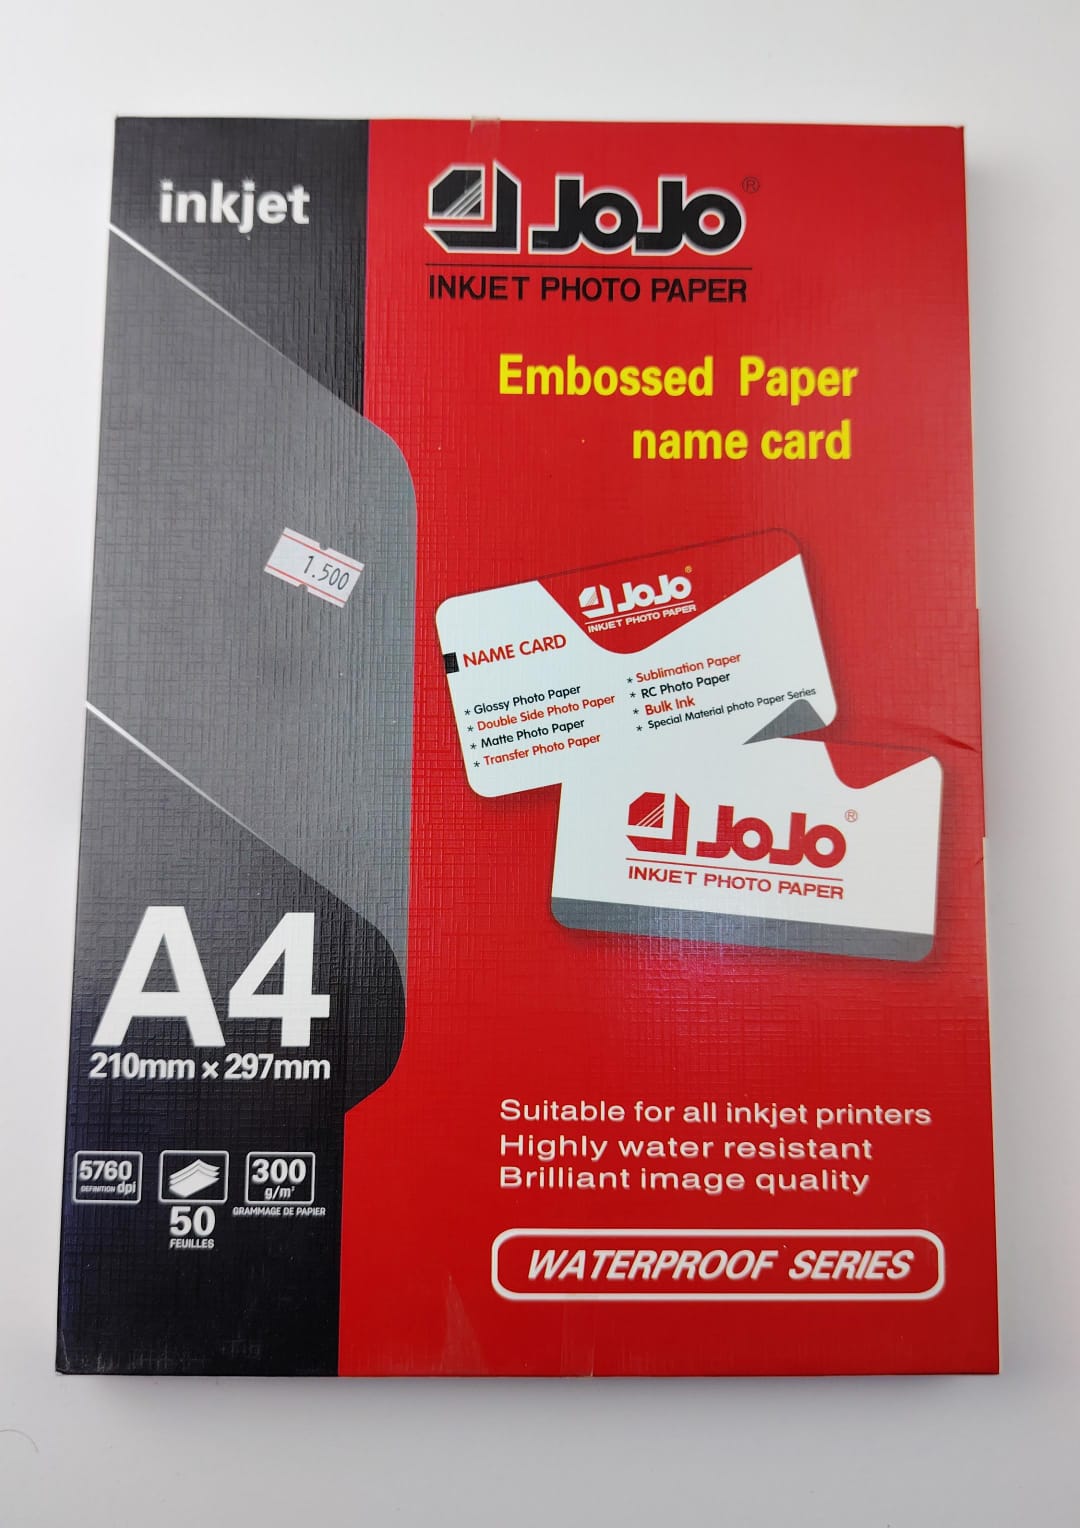 inkjet
JoJo ®
INKJET PHOTO PAPER
Embossed Paper
name card
1.500
JoJo ®
INKJET PHOTO PAPER
NAME CARD
* Glossy Photo Paper
* Double Side Photo Paper
* Matte Photo Paper
* Transfer Photo Paper
* Sublimation Paper
* RC Photo Paper
* Bulk Ink
* Special Material photo Paper Series
JoJo ®
INKJET PHOTO PAPER
A4
210mm x 297mm
5760
DEFINITION dpi
50
FEUILLES
300
g/m²
GRAMMAGE DE PAPIER
Suitable for all inkjet printers
Highly water resistant
Brilliant image quality
WATERPROOF SERIES